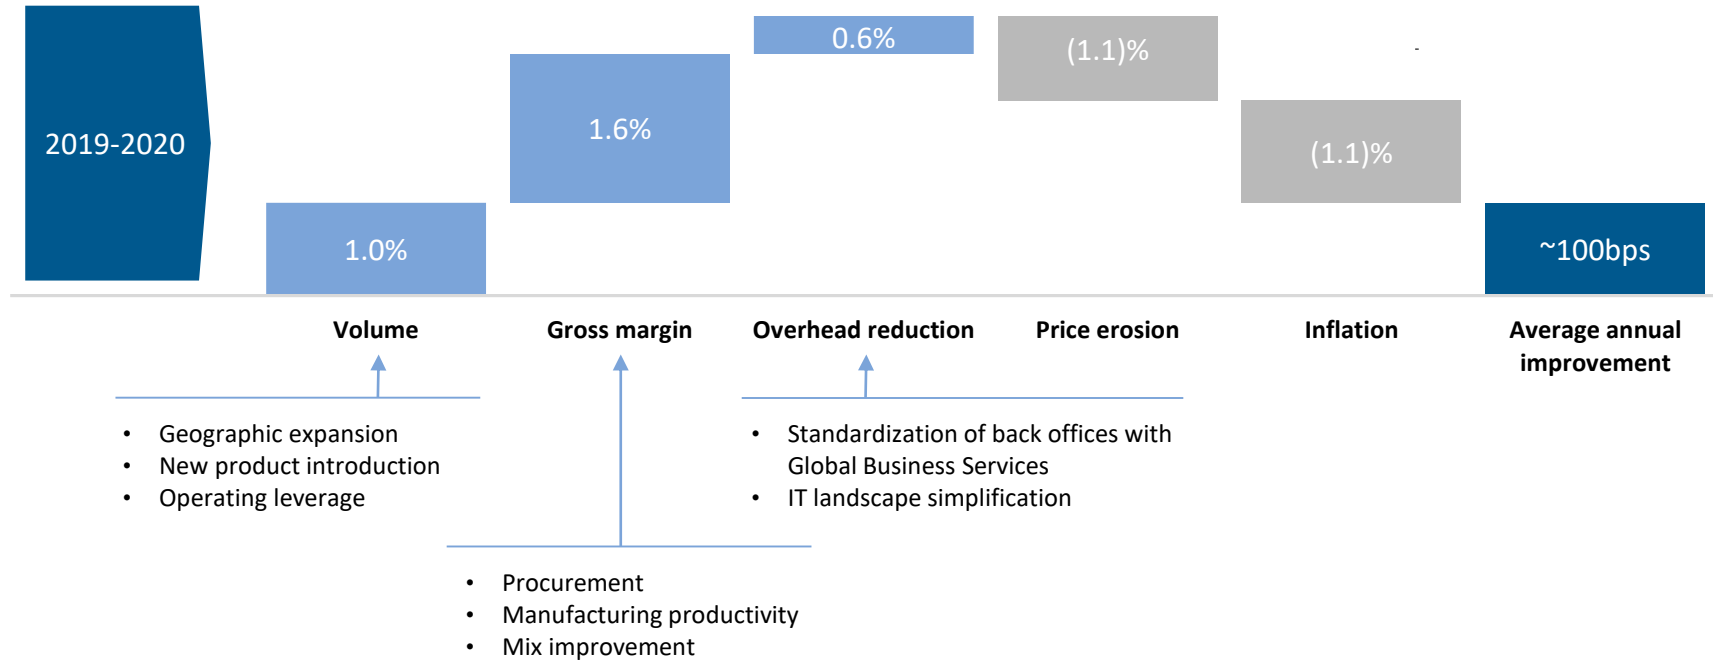 2019-2020
1.0%
1.6%
0.6%
(1.1)%
(1.1)%
-
~100bps
Volume
Gross margin
Overhead reduction
Price erosion
Inflation
Average annual
improvement
• Geographic expansion
• New product introduction
• Operating leverage
• Standardization of back offices with
Global Business Services
• IT landscape simplification
• Procurement
• Manufacturing productivity
• Mix improvement